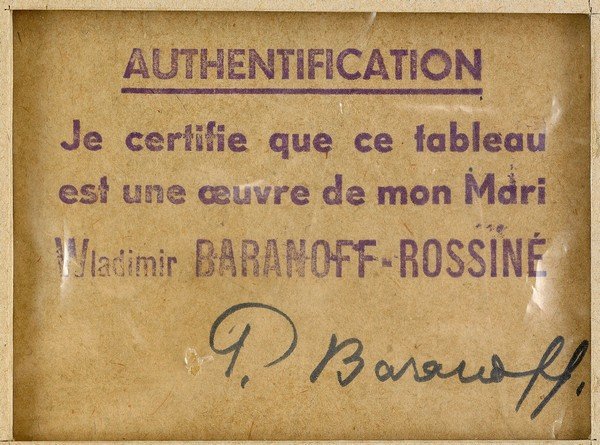 AUTHENTIFICATION
Je certifie que ce tableau
est une œuvre de mon Mari
Wladimir BARANOFF-ROSSINÉ
P. Baranoff.